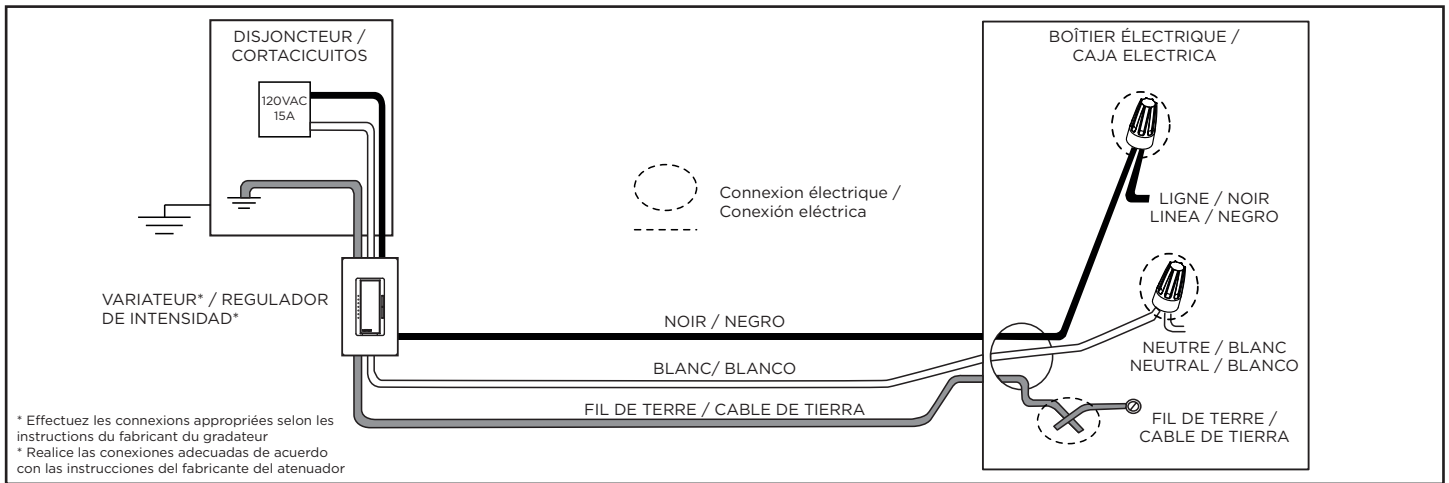 DISJONCTEUR /
CORTACICUITOS
120VAC
15A
BOÎTIER ÉLECTRIQUE /
CAJA ELECTRICA
Connexion électrique /
Conexión eléctrica
LIGNE / NOIR
LINEA / NEGRO
VARIATEUR* / REGULADOR
DE INTENSIDAD*
NOIR / NEGRO
BLANC/ BLANCO
FIL DE TERRE / CABLE DE TIERRA
NEUTRE / BLANC
NEUTRAL / BLANCO
FIL DE TERRE /
CABLE DE TIERRA
* Effectuez les connexions appropriées selon les
instructions du fabricant du gradateur
* Realice las conexiones adecuadas de acuerdo
con las instrucciones del fabricante del atenuador